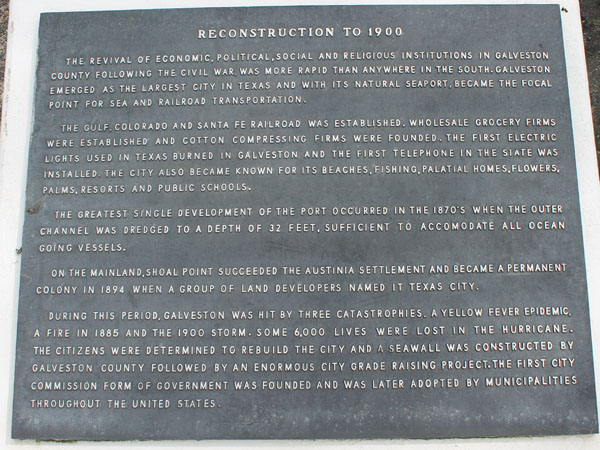 RECONSTRUCTION TO 1900
THE REVIVAL OF ECONOMIC, POLITICAL, SOCIAL AND RELIGIOUS INSTITUTIONS IN GALVESTON
COUNTY FOLLOWING THE CIVIL WAR, WAS MORE RAPID THAN ANYWHERE IN THE SOUTH. GALVESTON
EMERGED AS THE LARGEST CITY IN TEXAS AND WITH ITS NATURAL SEAPORT, BECAME THE FOCAL
POINT FOR SEA AND RAILROAD TRANSPORTATION.
THE GULF, COLORADO AND SANTA FE RAILROAD WAS ESTABLISHED. WHOLESALE GROCERY FIRMS
WERE ESTABLISHED AND COTTON COMPRESSING FIRMS WERE FOUNDED. THE FIRST ELECTRIC
LIGHTS USED IN TEXAS BURNED IN GALVESTON AND THE FIRST TELEPHONE IN THE STATE WAS
INSTALLED. THE CITY ALSO BECAME KNOWN FOR ITS BEACHES, FISHING, PALATIAL HOMES, FLOWERS,
PALMS, RESORTS AND PUBLIC SCHOOLS.
THE GREATEST SINGLE DEVELOPMENT OF THE PORT OCCURRED IN THE 1870'S WHEN THE OUTER
CHANNEL WAS DREDGED TO A DEPTH OF 32 FEET, SUFFICIENT TO ACCOMODATE ALL OCEAN
GOING VESSELS.
ON THE MAINLAND, SHOAL POINT SUCCEEDED THE AUSTINIA SETTLEMENT AND BECAME A PERMANENT
COLONY IN 1894 WHEN A GROUP OF LAND DEVELOPERS NAMED IT TEXAS CITY.
DURING THIS PERIOD, GALVESTON WAS HIT BY THREE CATASTROPHIES. A YELLOW FEVER EPIDEMIC,
A FIRE IN 1885 AND THE 1900 STORM. SOME 6,000 LIVES WERE LOST IN THE HURRICANE.
THE CITIZENS WERE DETERMINED TO REBUILD THE CITY AND A SEAWALL WAS CONSTRUCTED BY
GALVESTON COUNTY FOLLOWED BY AN ENORMOUS CITY GRADE RAISING PROJECT. THE FIRST CITY
COMMISSION FORM OF GOVERNMENT WAS FOUNDED AND WAS LATER ADOPTED BY MUNICIPALITIES
THROUGHOUT THE UNITED STATES.